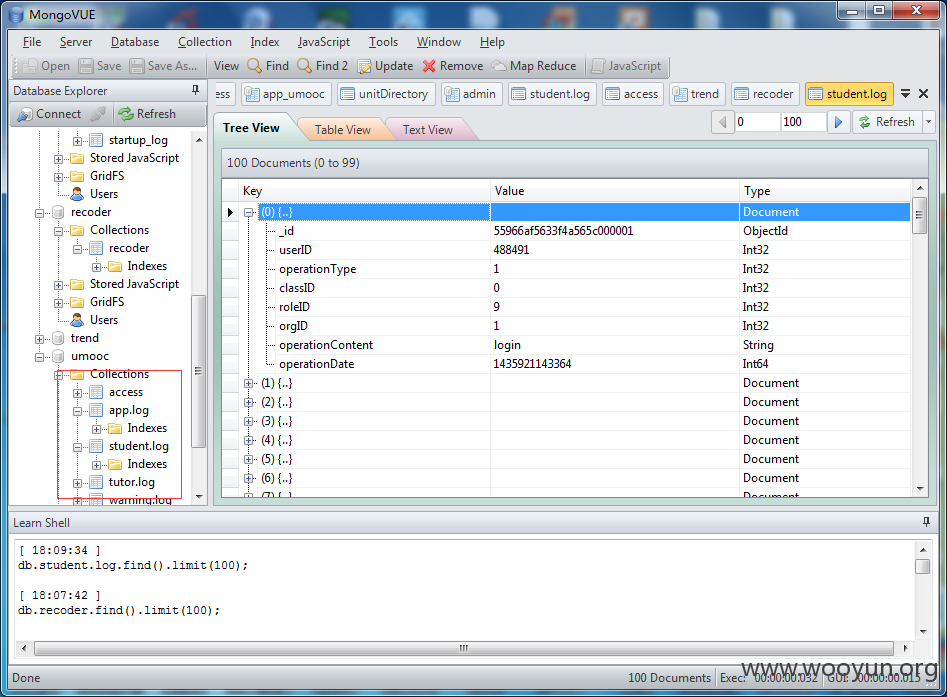 MongoVUE
File Server Database Collection Index JavaScript Tools Window Help
Open Save Save As... View Find Find 2 Update Remove Map Reduce JavaScript
Database Explorer
ess app_umooc unitDirectory admin student.log access trend recoder student.log
Connect Refresh
Tree View Table View Text View 0 100 Refresh
startup_log
Stored JavaScript
GridFS
Users
recoder
Collections
recoder
Indexes
Stored JavaScript
GridFS
Users
trend
umooc
Collections
access
app.log
Indexes
student.log
Indexes
tutor.log
warning.log
100 Documents (0 to 99)
Key Value Type
(0) {..} Document
_id 55966af5633f4a565c000001 ObjectId
userID 488491 Int32
operationType 1 Int32
classID 0 Int32
roleID 9 Int32
orgID 1 Int32
operationContent login String
operationDate 1435921143364 Int64
(1) {..} Document
(2) {..} Document
(3) {..} Document
(4) {..} Document
(5) {..} Document
(6) {..} Document
(7) {..} Document
Learn Shell
[ 18:09:34 ]
db.student.log.find().limit(100);
[ 18:07:42 ]
db.recoder.find().limit(100);
www.wooyun.org
Done 100 Documents Exec: 00:00:00.032 GUI: 00:00:00.015